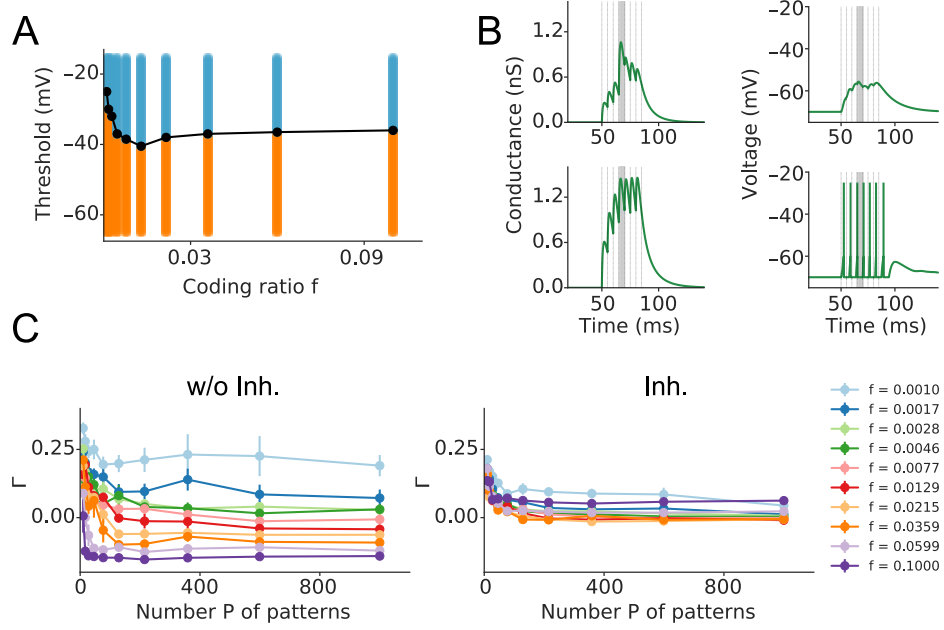 A
Threshold (mV)
−20
−40
−60
0.03
0.09
Coding ratio f
B
Conductance (nS)
1.2
0.6
0.0
50
100
Voltage (mV)
−20
−40
−60
50
100
1.2
0.6
0.0
50
100
Time (ms)
−20
−40
−60
50
100
Time (ms)
C
w/o Inh.
Γ
0.25
0.00
0
400
800
Number P of patterns
Inh.
Γ
0.25
0.00
0
400
800
Number P of patterns
f = 0.0010
f = 0.0017
f = 0.0028
f = 0.0046
f = 0.0077
f = 0.0129
f = 0.0215
f = 0.0359
f = 0.0599
f = 0.1000